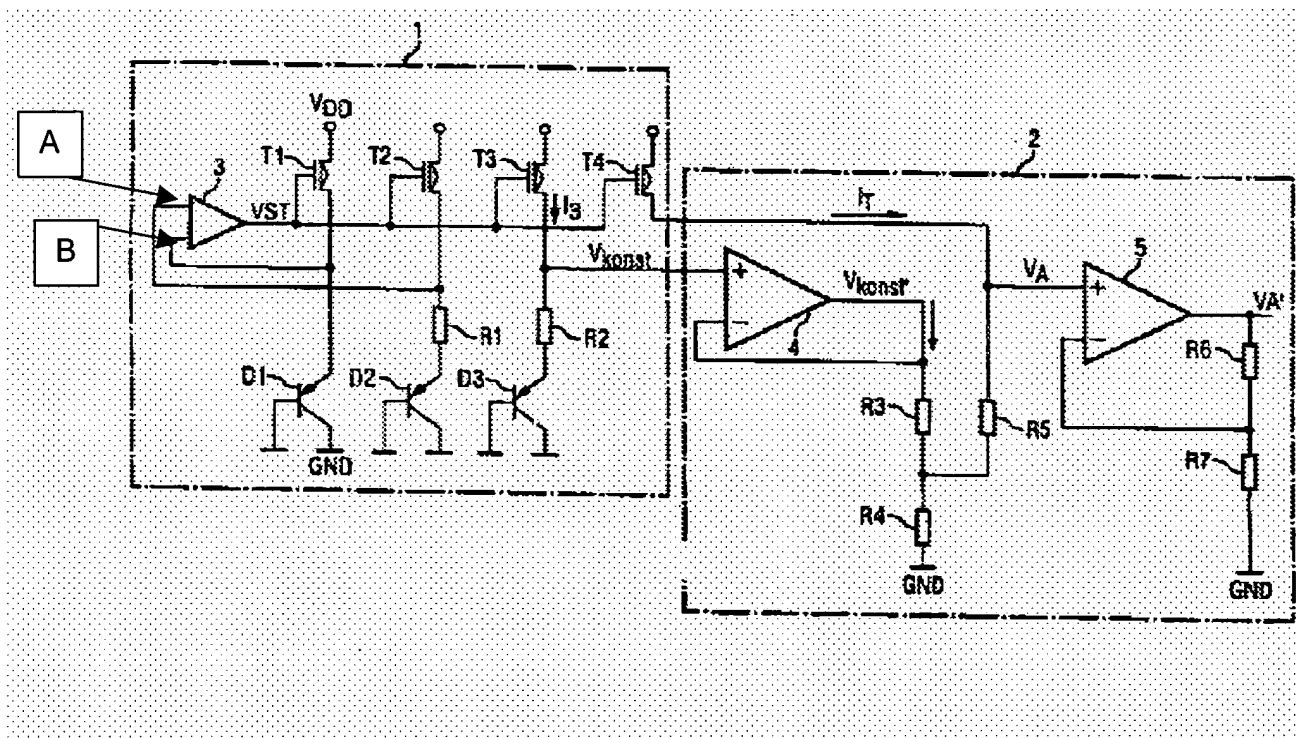 1
A
B
VDD
T1
T2
T3
T4
3
VST
I3
Vkonst
R1
R2
D1
D2
D3
GND
2
IT
+
−
4
Vkonst'
VA
5
+
−
VA'
R3
R4
R5
R6
R7
GND
GND